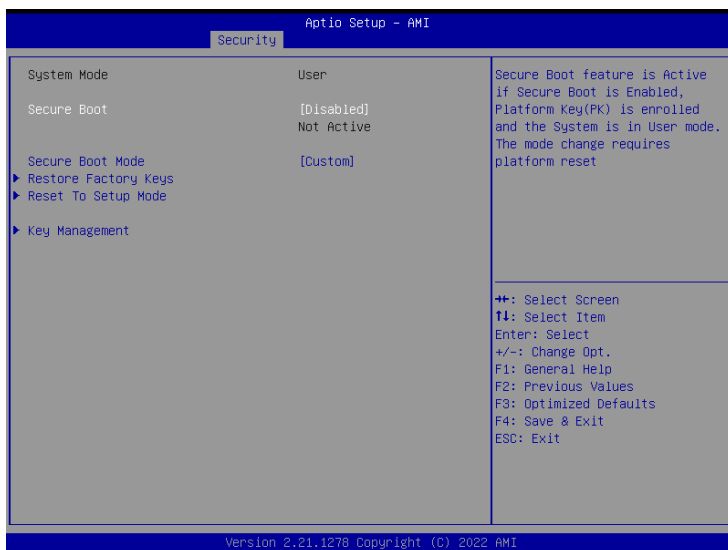 Aptio Setup – AMI
Security
System Mode User
Secure Boot [Disabled]
Not Active
Secure Boot Mode [Custom]
Restore Factory Keys
Reset To Setup Mode
Key Management
Secure Boot feature is Active
if Secure Boot is Enabled,
Platform Key(PK) is enrolled
and the System is in User mode.
The mode change requires
platform reset
→←: Select Screen
↑↓: Select Item
Enter: Select
+/-: Change Opt.
F1: General Help
F2: Previous Values
F3: Optimized Defaults
F4: Save & Exit
ESC: Exit
Version 2.21.1278 Copyright (C) 2022 AMI